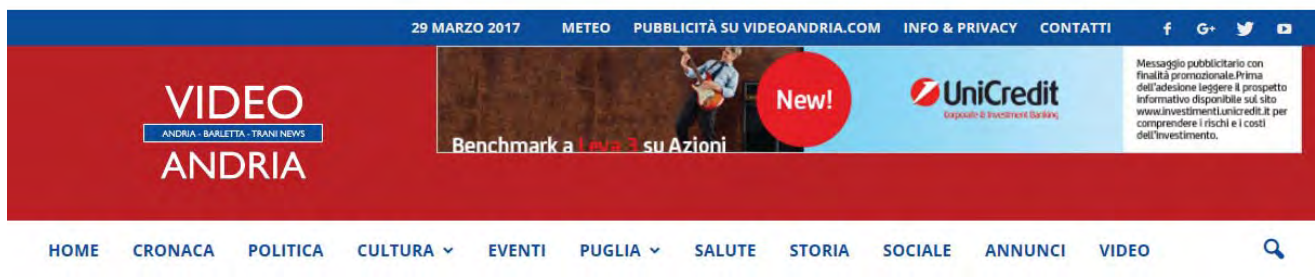 29 MARZO 2017 METEO PUBBLICITÀ SU VIDEOANDRIA.COM INFO & PRIVACY CONTATTI f G+
VIDEO
ANDRIA - BARLETTA - TRANI NEWS
ANDRIA
Benchmark a Leva 3 su Azioni
New!
UniCredit
Corporate & Investment Banking
Messaggio pubblicitario con
finalità promozionale.Prima
dell'adesione leggere il prospetto
informativo disponibile sul sito
www.investimenti.unicredit.it per
comprendere i rischi e i costi
dell'investimento.
HOME CRONACA POLITICA CULTURA EVENTI PUGLIA SALUTE STORIA SOCIALE ANNUNCI VIDEO